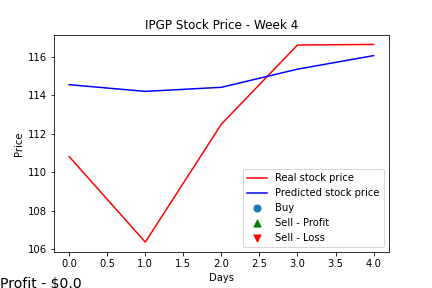 IPGP Stock Price - Week 4
Price
116
114
112
110
108
106
Real stock price
Predicted stock price
Buy
Sell - Profit
Sell - Loss
0.0 0.5 1.0 1.5 2.0 2.5 3.0 3.5 4.0
Days
Profit - $0.0